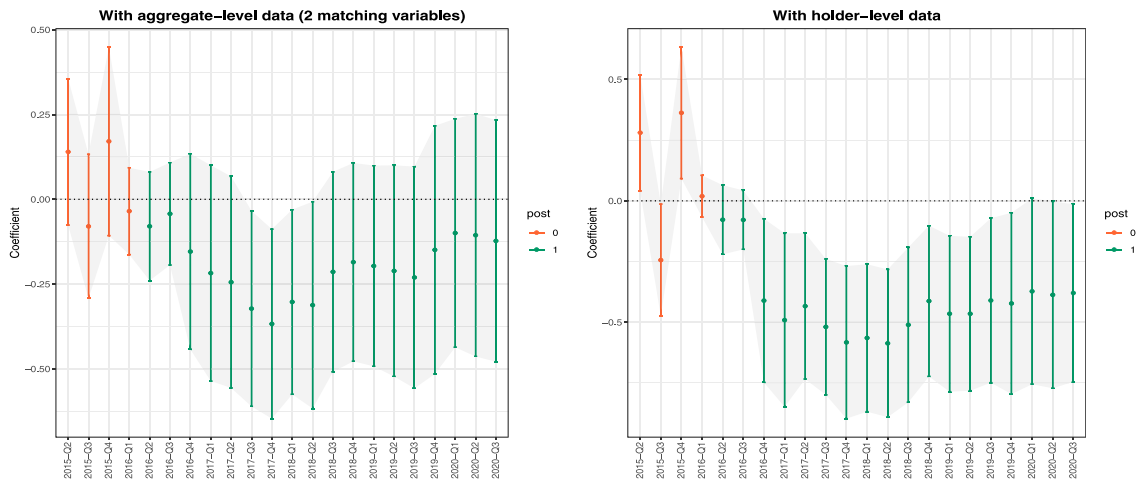 With aggregate−level data (2 matching variables)
0.50
0.25
0.00
−0.25
−0.50
Coefficient
2015−Q2
2015−Q3
2015−Q4
2016−Q1
2016−Q2
2016−Q3
2016−Q4
2017−Q1
2017−Q2
2017−Q3
2017−Q4
2018−Q1
2018−Q2
2018−Q3
2018−Q4
2019−Q1
2019−Q2
2019−Q3
2019−Q4
2020−Q1
2020−Q2
2020−Q3
post
0
1
With holder−level data
0.5
0.0
−0.5
Coefficient
2015−Q2
2015−Q3
2015−Q4
2016−Q1
2016−Q2
2016−Q3
2016−Q4
2017−Q1
2017−Q2
2017−Q3
2017−Q4
2018−Q1
2018−Q2
2018−Q3
2018−Q4
2019−Q1
2019−Q2
2019−Q3
2019−Q4
2020−Q1
2020−Q2
2020−Q3
post
0
1